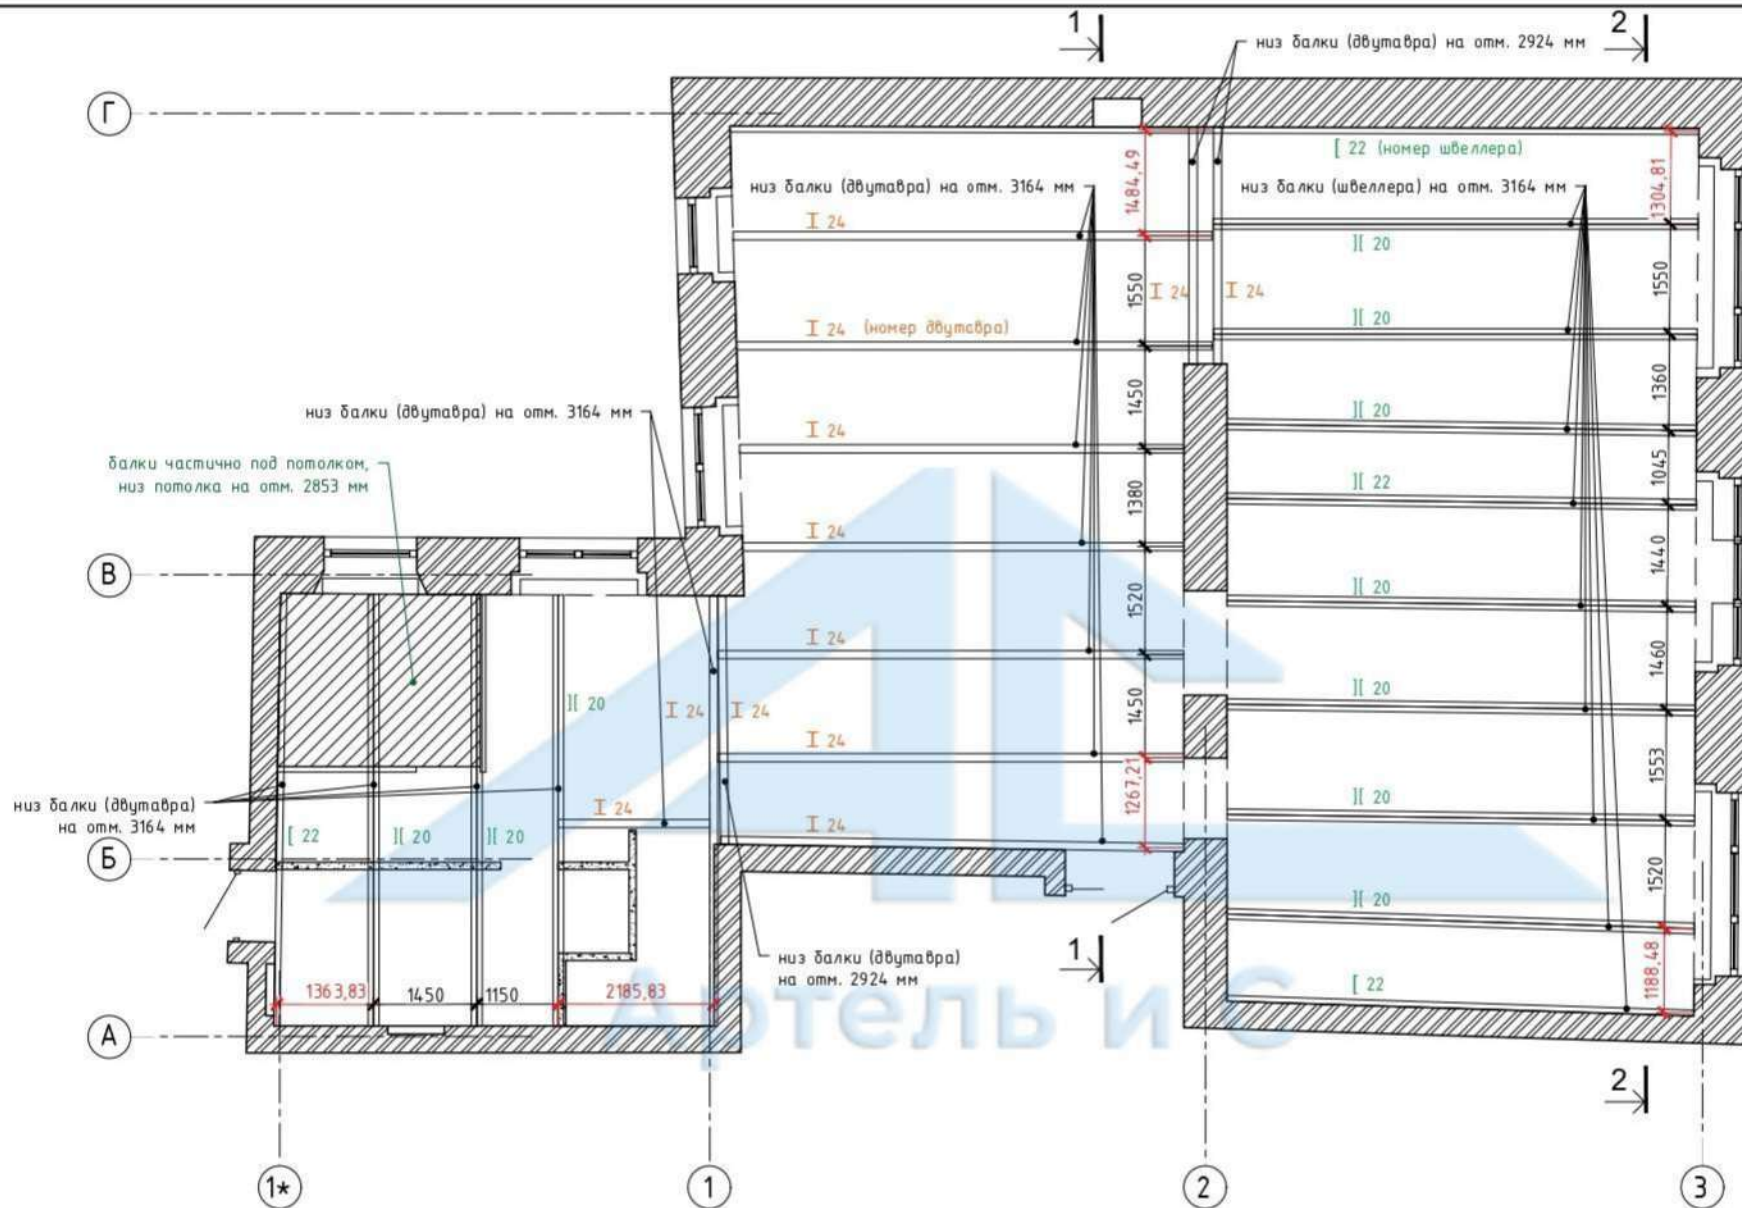 1
2
низ балки (двутавра) на отм. 2924 мм
Г
[ 22 (номер швеллера)
1484,49
1304,81
низ балки (двутавра) на отм. 3164 мм
низ балки (швеллера) на отм. 3164 мм
I 24
][ 20
1550
I 24
I 24
1550
I 24 (номер двутавра)
][ 20
1450
1360
низ балки (двутавра) на отм. 3164 мм
I 24
][ 20
балки частично под потолком,
низ потолка на отм. 2853 мм
1380
1045
][ 22
I 24
В
1520
1440
][ 20
I 24
1450
1460
][ 20
][ 20
I 24
I 24
I 24
1267,21
1553
низ балки (двутавра)
на отм. 3164 мм
I 24
I 24
][ 20
[ 22
][ 20
][ 20
Б
1520
][ 20
1
низ балки (двутавра)
на отм. 2924 мм
1188,48
[ 22
1363,83
1450
1150
2185,83
Артель и С
А
2
1*
1
2
3